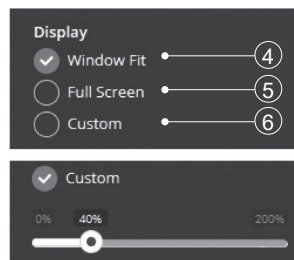 Display
Window Fit ④
Full Screen ⑤
Custom ⑥
Custom
0% 40% 200%